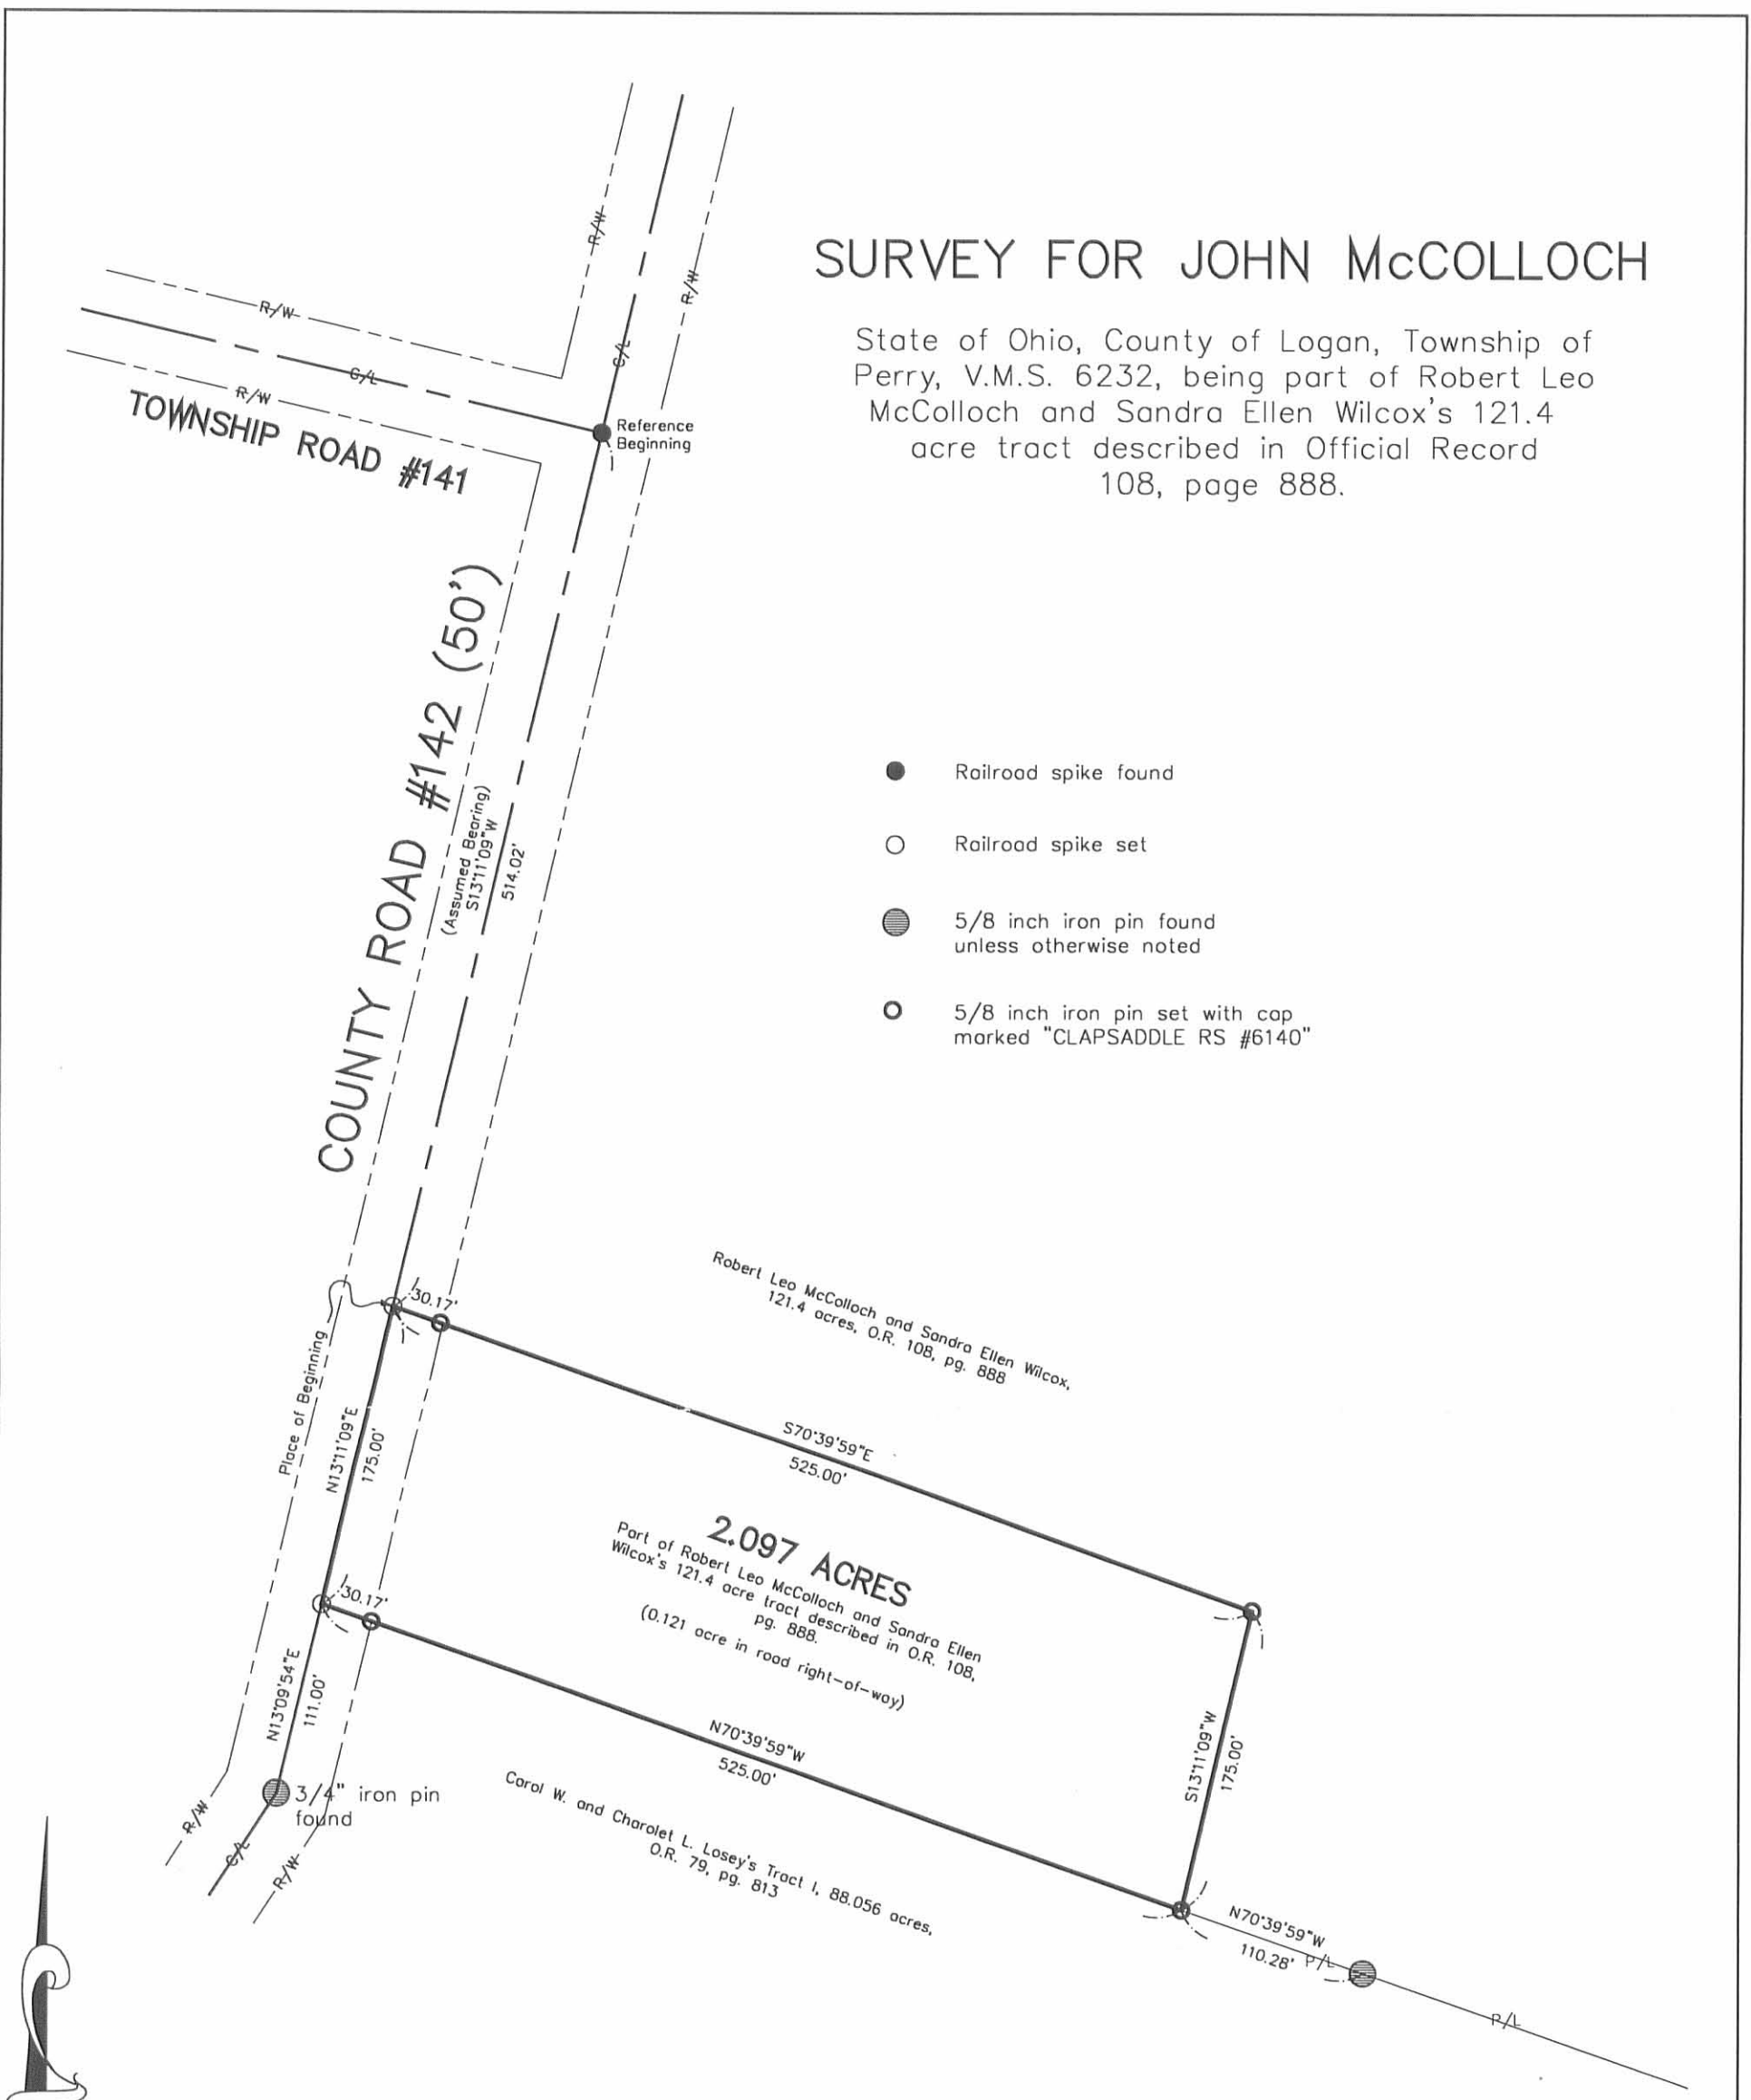 SURVEY FOR JOHN McCOLLOCH
State of Ohio, County of Logan, Township of
Perry, V.M.S. 6232, being part of Robert Leo
McColloch and Sandra Ellen Wilcox's 121.4
acre tract described in Official Record
108, page 888.
R/W
R/W
R/W
C/L
C/L
R/W
TOWNSHIP ROAD #141
Reference
Beginning
COUNTY ROAD #142 (50')
(Assumed Bearing)
S13°11'09"W
514.02'
Railroad spike found
Railroad spike set
5/8 inch iron pin found
unless otherwise noted
5/8 inch iron pin set with cap
marked "CLAPSADDLE RS #6140"
30.17'
Place of Beginning
N13°11'09"E
175.00'
Robert Leo McColloch and Sandra Ellen Wilcox,
121.4 acres, O.R. 108, pg. 888
S70°39'59"E
525.00'
2.097 ACRES
Part of Robert Leo McColloch and Sandra Ellen
Wilcox's 121.4 acre tract described in O.R. 108,
pg. 888.
(0.121 acre in road right-of-way)
30.17'
N13°09'54"E
111.00'
N70°39'59"W
525.00'
S13°11'09"W
175.00'
3/4" iron pin
found
R/W
C/L
R/W
Carol W. and Charolet L. Losey's Tract I, 88.056 acres,
O.R. 79, pg. 813
N70°39'59"W
110.28'
P/L
P/L